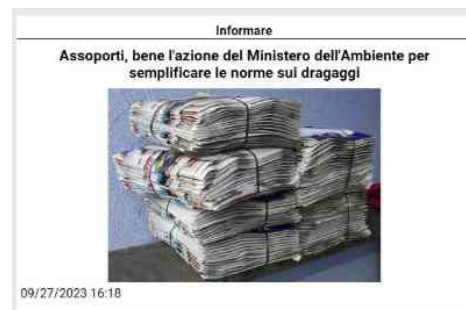 Informare
Assoporti, bene l'azione del Ministero dell'Ambiente per
semplificare le norme sui dragaggi
09/27/2023 16:18